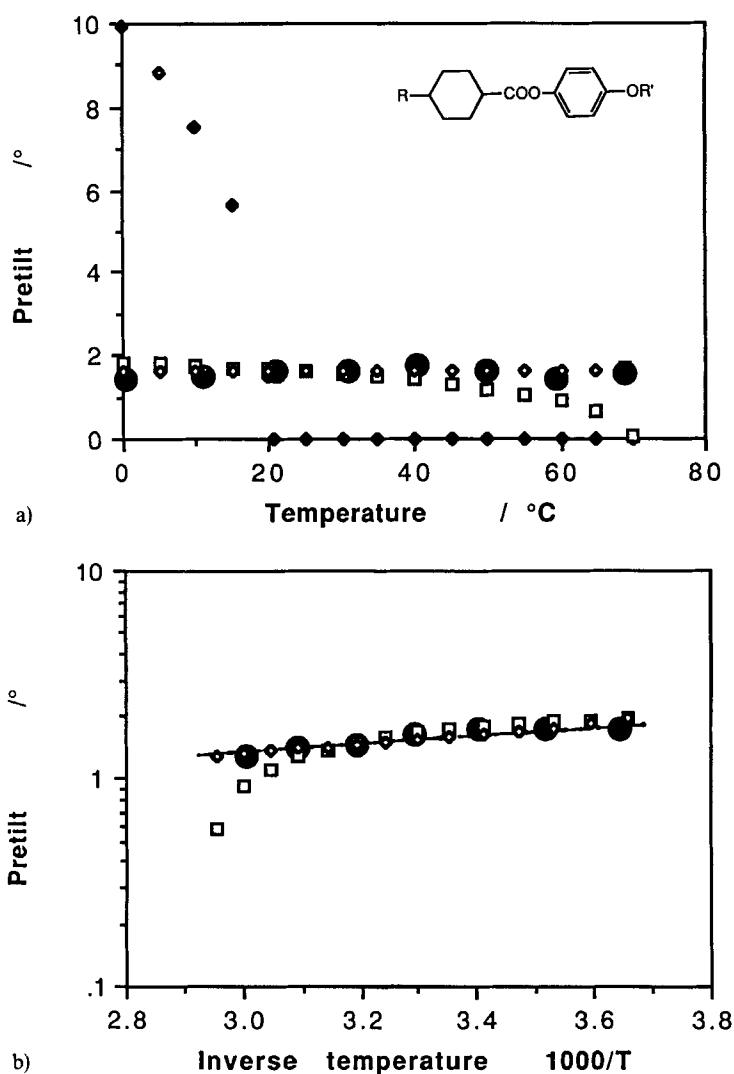 10
8
6
4
2
0
Pretilt /°
R
COO
OR'
0 20 40 60 80
Temperature / °C
a)
10
1
.1
Pretilt /°
2.8 3.0 3.2 3.4 3.6 3.8
Inverse temperature 1000/T
b)